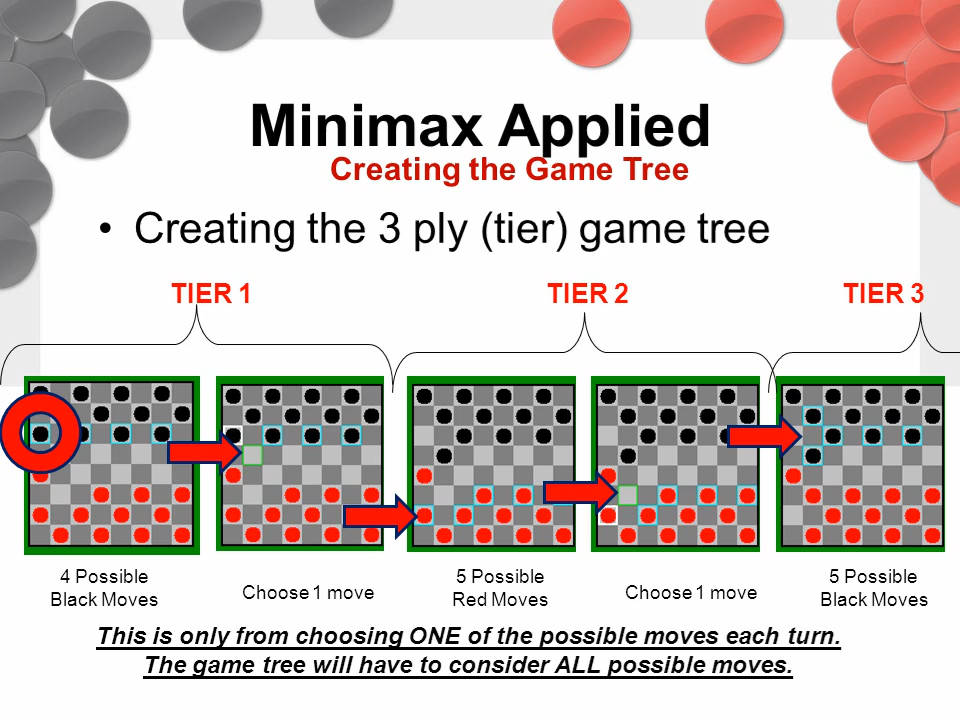 Minimax Applied
Creating the Game Tree
• Creating the 3 ply (tier) game tree
TIER 1
TIER 2
TIER 3
4 Possible
Black Moves
Choose 1 move
5 Possible
Red Moves
Choose 1 move
5 Possible
Black Moves
This is only from choosing ONE of the possible moves each turn.
The game tree will have to consider ALL possible moves.